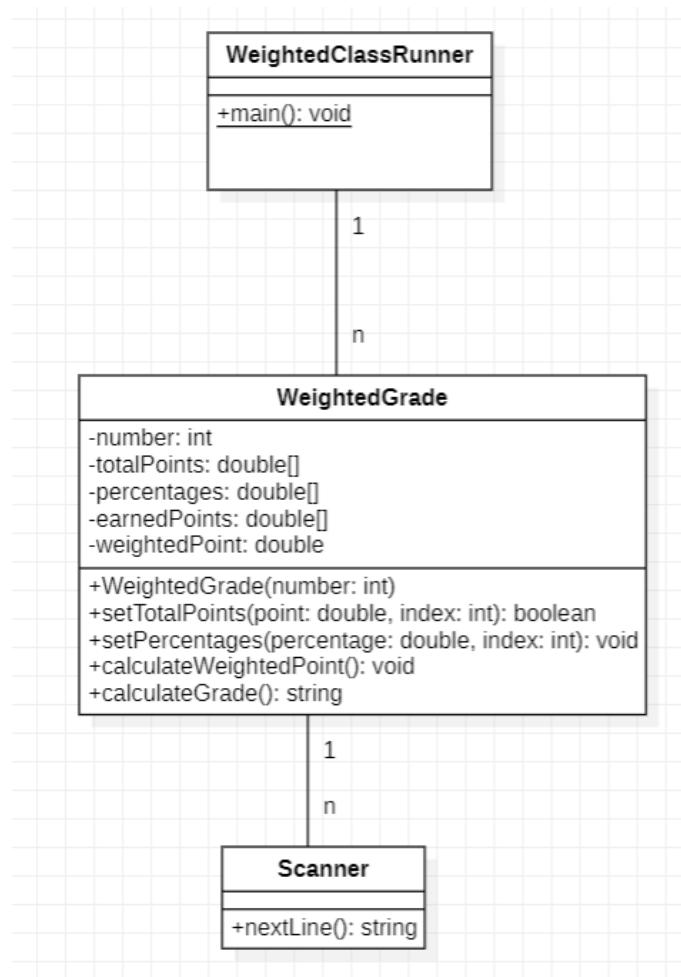 WeightedClassRunner
+main(): void
1
n
WeightedGrade
-number: int
-totalPoints: double[]
-percentages: double[]
-earnedPoints: double[]
-weightedPoint: double
+WeightedGrade(number: int)
+setTotalPoints(point: double, index: int): boolean
+setPercentages(percentage: double, index: int): void
+calculateWeightedPoint(): void
+calculateGrade(): string
1
n
Scanner
+nextLine(): string